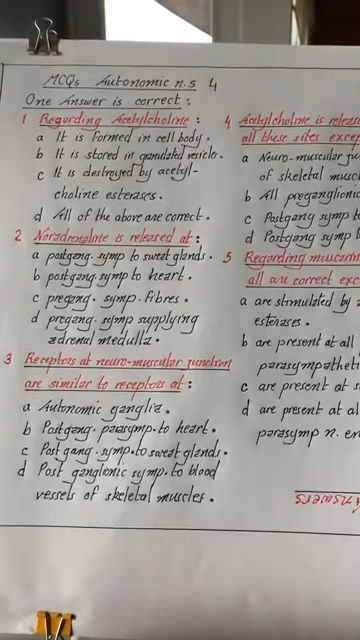 MCQs Autonomic n.s 4
One Answer is correct :
1 Regarding Acetylcholine :
a It is formed in cell body.
b It is stored in granulated vesicle.
c It is destroyed by acetyl-
choline esterases.
d All of the above are correct.
2 Noradrenaline is released at :
a postgang. symp to sweat glands.
b postgang. symp to heart.
c pregang. symp. fibres.
d pregang. symp supplying
adrenal medulla.
3 Receptors at neuro-muscular junction
are similar to receptors at :
a Autonomic ganglia.
b Postgang. parasymp. to heart.
c Post gang. symp. to sweat glands.
d Post ganglionic symp. to blood
vessels of skeletal muscles.
4 Acetylcholine is releas
all these sites excep
a Neuro-muscular ju
of skeletal musc
b All preganglionic
c Postgang symp t
d Postgang symp t
5 Regarding muscarin
all are correct exc
a are stimulated by
esterases.
b are present at all
parasympatheti
c are present at s
d are present at al
parasymp n. en
Answers